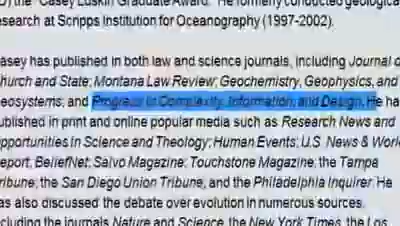 D) the "Casey Luskin Graduate Award." He formerly conducted geological
esearch at Scripps Institution for Oceanography (1997-2002).
asey has published in both law and science journals, including Journal o
hurch and State; Montana Law Review; Geochemistry, Geophysics, and
eosystems; and Progress in Complexity, Information, and Design. He ha
ublished in print and online popular media such as Research News and
pportunities in Science and Theology; Human Events; U.S. News & Worl
eport, BeliefNet; Salvo Magazine; Touchstone Magazine; the Tampa
ribune; the San Diego Union Tribune, and the Philadelphia Inquirer. He
as also discussed the debate over evolution in numerous sources,
cluding the journals Nature and Science, the New York Times, the Los